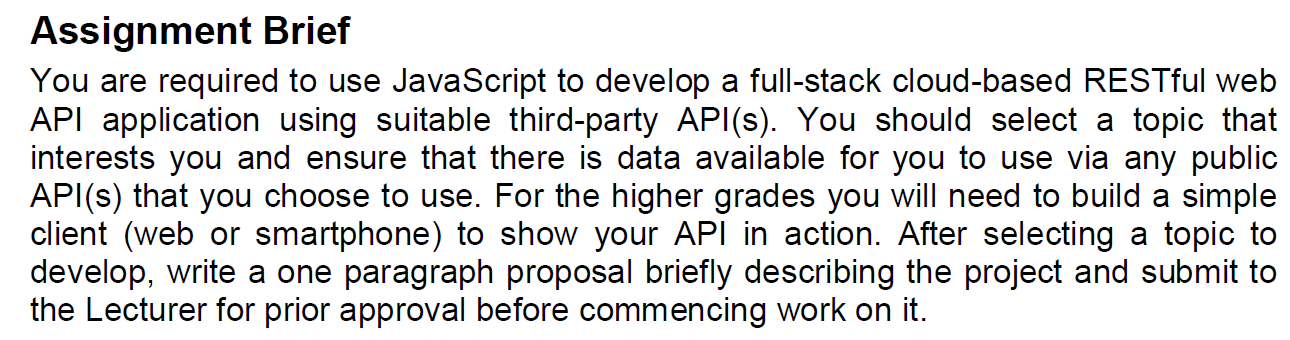 Assignment Brief
You are required to use JavaScript to develop a full-stack cloud-based RESTful web
API application using suitable third-party API(s). You should select a topic that
interests you and ensure that there is data available for you to use via any public
API(s) that you choose to use. For the higher grades you will need to build a simple
client (web or smartphone) to show your API in action. After selecting a topic to
develop, write a one paragraph proposal briefly describing the project and submit to
the Lecturer for prior approval before commencing work on it.